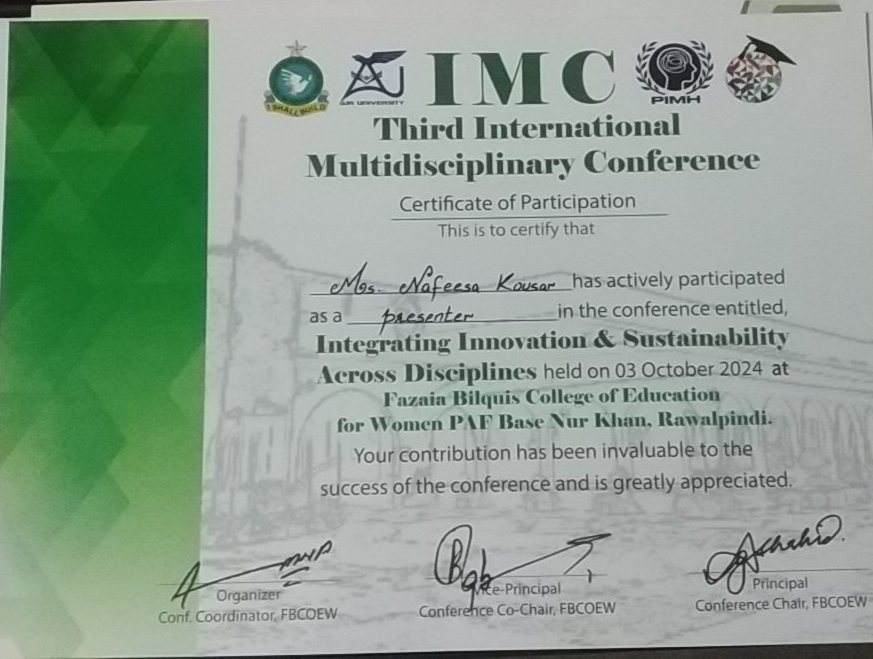 IMC
I SHALL BUILD
AIR UNIVERSITY
PIMH
Third International
Multidisciplinary Conference
Certificate of Participation
This is to certify that
Mrs. Nafeesa Kousar has actively participated
as a presenter in the conference entitled,
Integrating Innovation & Sustainability
Across Disciplines held on 03 October 2024 at
Fazaia Bilquis College of Education
for Women PAF Base Nur Khan, Rawalpindi.
Your contribution has been invaluable to the
success of the conference and is greatly appreciated.
Organizer
Conf. Coordinator, FBCOEW
Vice-Principal
Conference Co-Chair, FBCOEW
Principal
Conference Chair, FBCOEW